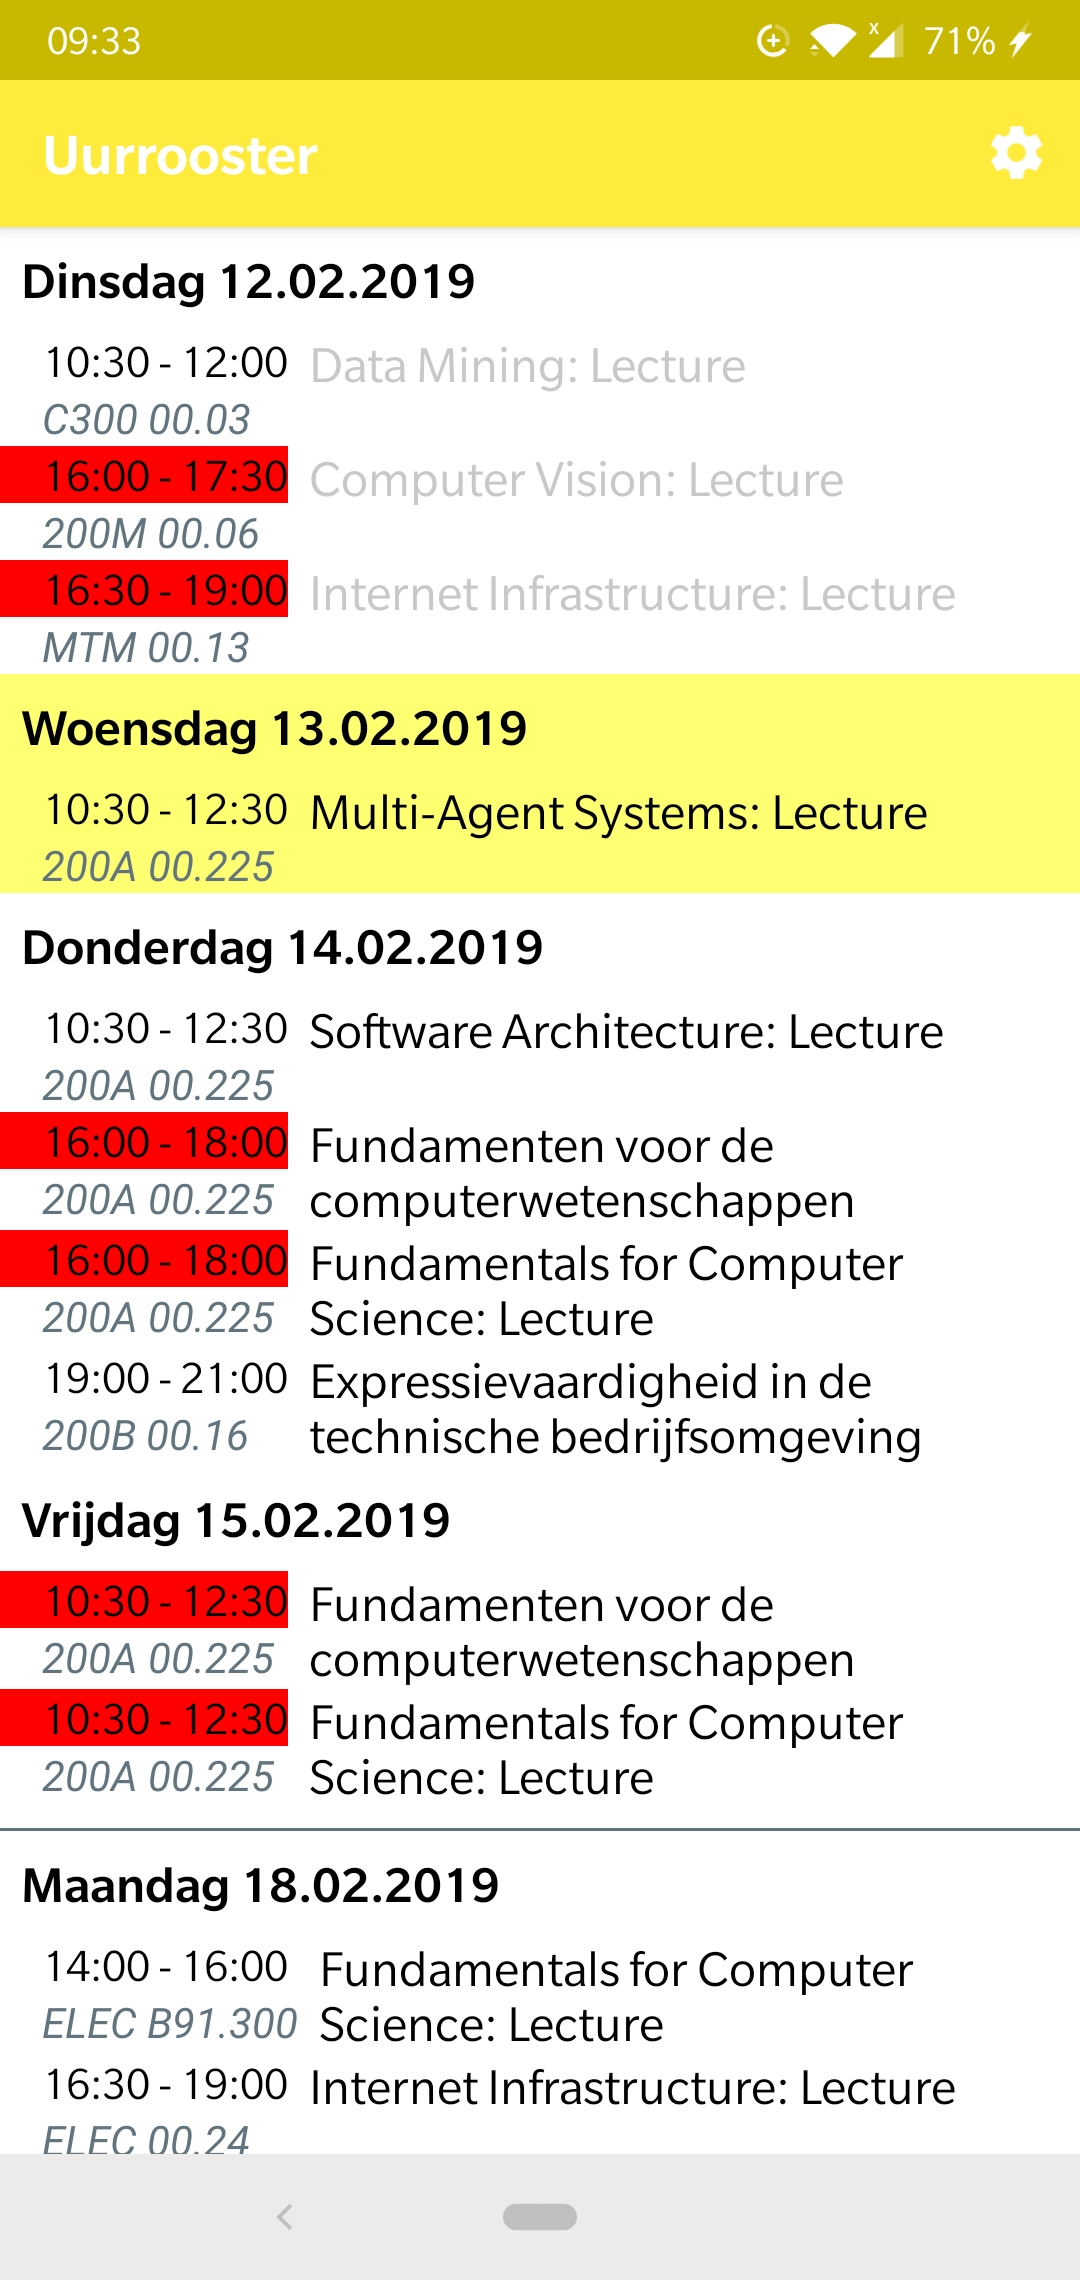 09:33 71%
Uurrooster
Dinsdag 12.02.2019
10:30 - 12:00 Data Mining: Lecture
C300 00.03
16:00 - 17:30 Computer Vision: Lecture
200M 00.06
16:30 - 19:00 Internet Infrastructure: Lecture
MTM 00.13
Woensdag 13.02.2019
10:30 - 12:30 Multi-Agent Systems: Lecture
200A 00.225
Donderdag 14.02.2019
10:30 - 12:30 Software Architecture: Lecture
200A 00.225
16:00 - 18:00 Fundamenten voor de
200A 00.225 computerwetenschappen
16:00 - 18:00 Fundamentals for Computer
200A 00.225 Science: Lecture
19:00 - 21:00 Expressievaardigheid in de
200B 00.16 technische bedrijfsomgeving
Vrijdag 15.02.2019
10:30 - 12:30 Fundamenten voor de
200A 00.225 computerwetenschappen
10:30 - 12:30 Fundamentals for Computer
200A 00.225 Science: Lecture
Maandag 18.02.2019
14:00 - 16:00 Fundamentals for Computer
ELEC B91.300 Science: Lecture
16:30 - 19:00 Internet Infrastructure: Lecture
ELEC 00.24